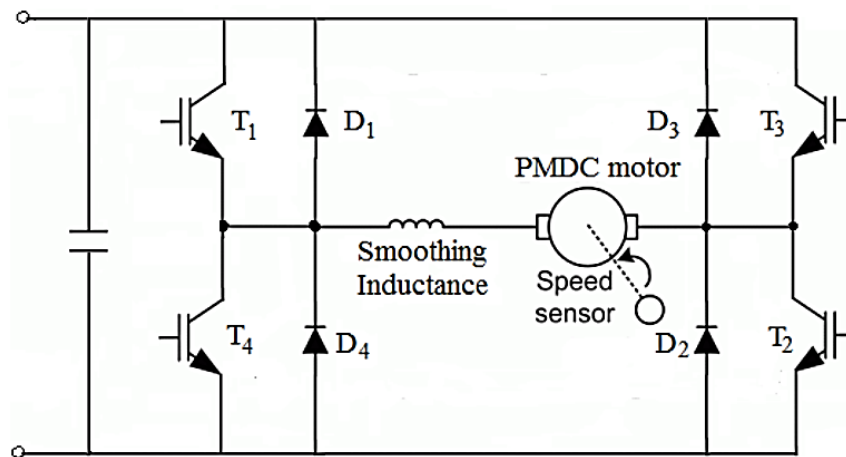 T1
D1
D3
T3
PMDC motor
Smoothing
Inductance
Speed
sensor
T4
D4
D2
T2